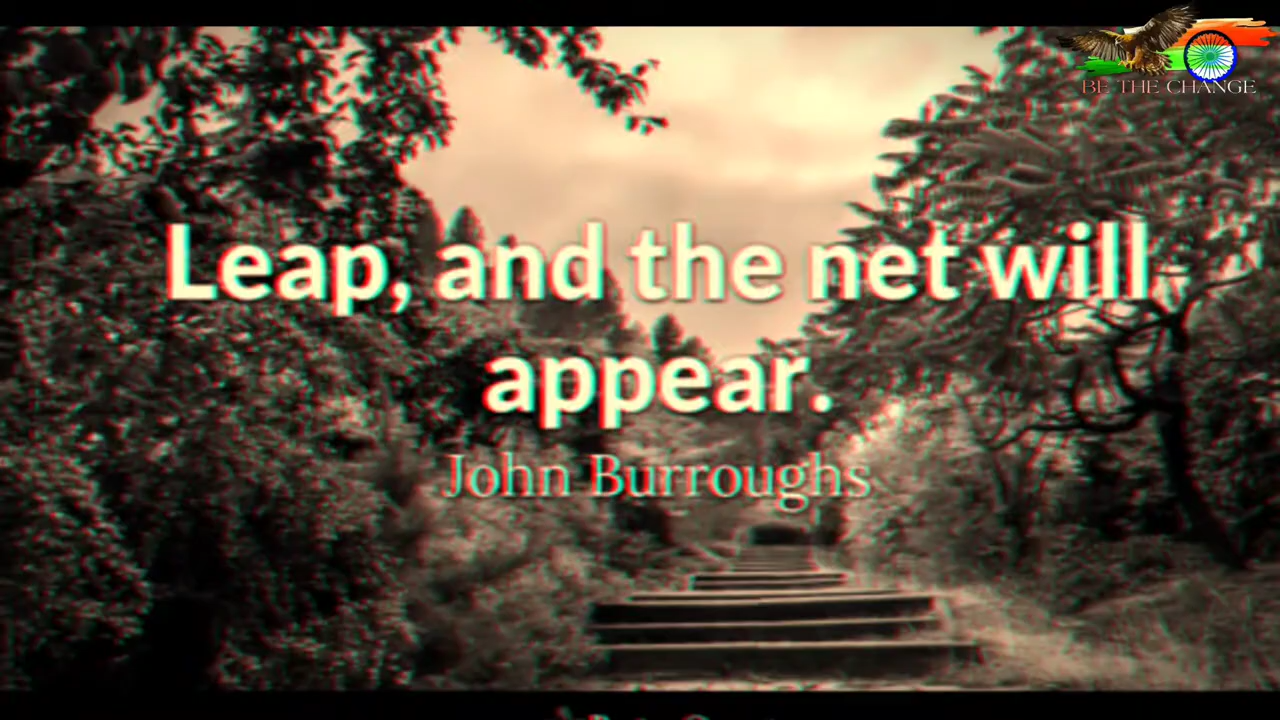 BE THE CHANGE
Leap, and the net will
appear.
John Burroughs